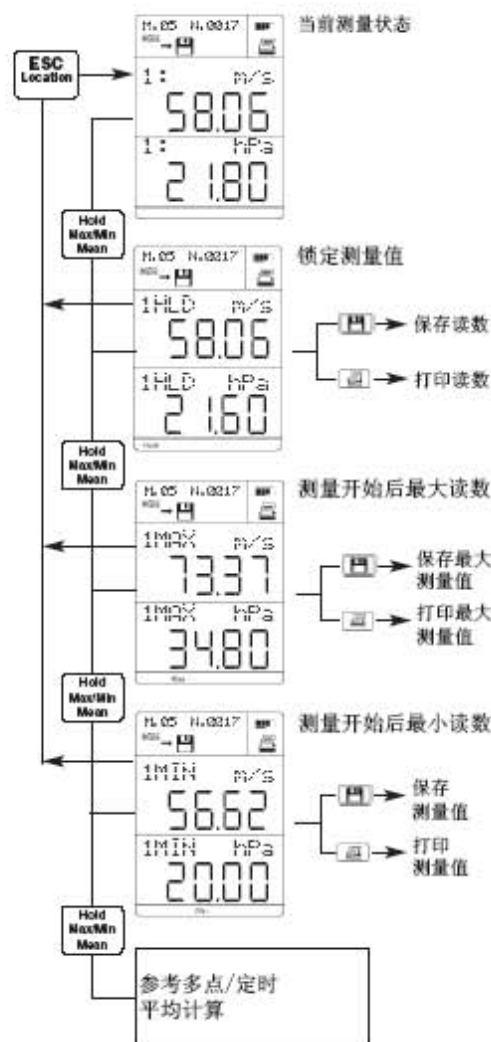 M.05 N.0017
当前测量状态
ESC
Location
1: m/s
58.06
1: hPa
21.80
Hold
Max/Min
Mean
M.05 N.0017
锁定测量值
1HLD m/s
58.06
保存读数
1HLD hPa
打印读数
21.60
Hold
Hold
Max/Min
Mean
M.05 N.0017
测量开始后最大读数
1MAX m/s
73.37
保存最大
测量值
1MAX hPa
打印最大
测量值
34.80
Max
Hold
Max/Min
Mean
M.05 N.0017
测量开始后最小读数
1MIN m/s
56.62
保存
测量值
1MIN hPa
打印
测量值
20.00
Hold
Max/Min
Mean
参考多点/定时
平均计算